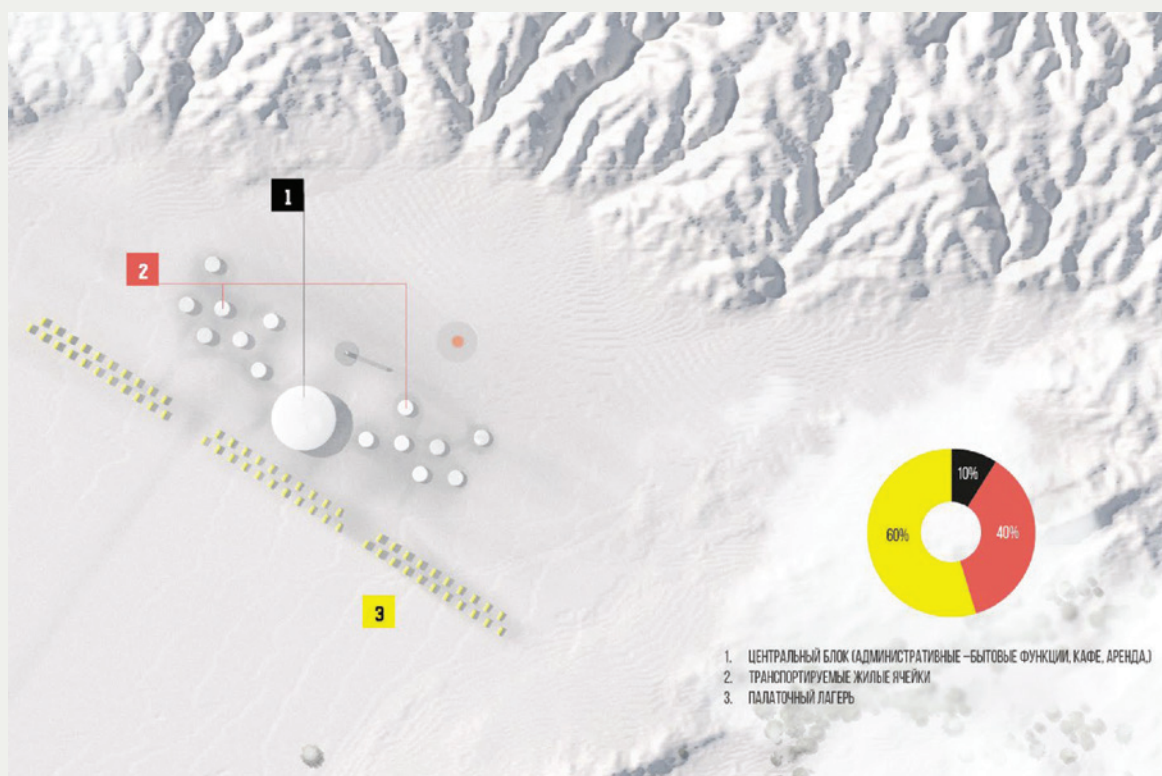 1
2
3
10%
60%
40%
1. ЦЕНТРАЛЬНЫЙ БЛОК (АДМИНИСТРАТИВНЫЕ –БЫТОВЫЕ ФУНКЦИИ, КАФЕ, АРЕНДА,)
2. ТРАНСПОРТИРУЕМЫЕ ЖИЛЫЕ ЯЧЕЙКИ
3. ПАЛАТОЧНЫЙ ЛАГЕРЬ